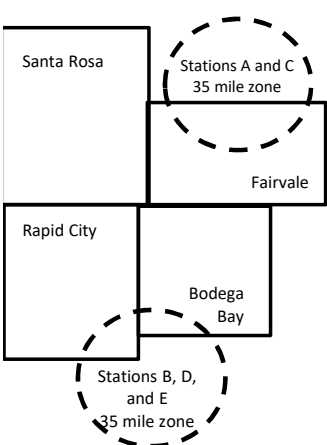 Santa Rosa
Stations A and C
35 mile zone
Fairvale
Rapid City
Bodega
Bay
Stations B, D,
and E
35 mile zone